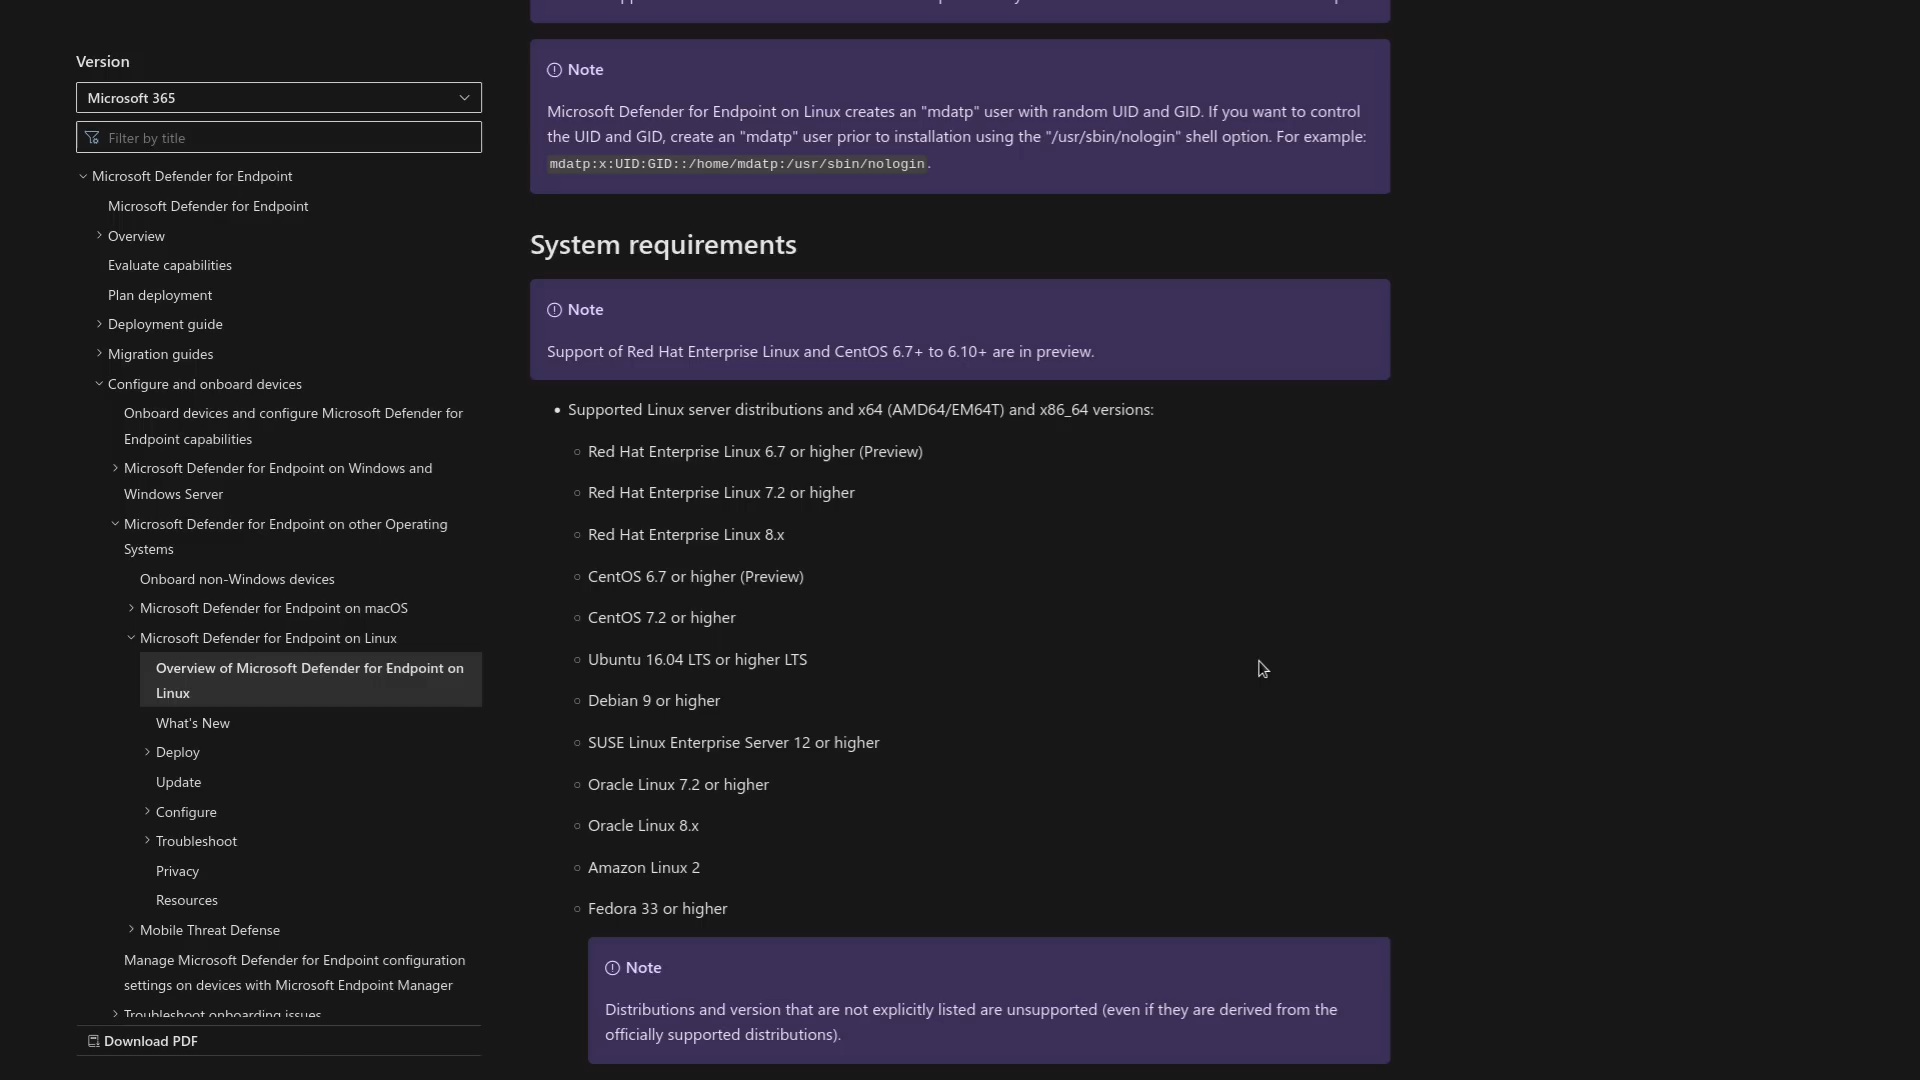 Version
Microsoft 365
Filter by title
Microsoft Defender for Endpoint
Microsoft Defender for Endpoint
Overview
Evaluate capabilities
Plan deployment
Deployment guide
Migration guides
Configure and onboard devices
Onboard devices and configure Microsoft Defender for
Endpoint capabilities
Microsoft Defender for Endpoint on Windows and
Windows Server
Microsoft Defender for Endpoint on other Operating
Systems
Onboard non-Windows devices
Microsoft Defender for Endpoint on macOS
Microsoft Defender for Endpoint on Linux
Overview of Microsoft Defender for Endpoint on
Linux
What's New
Deploy
Update
Configure
Troubleshoot
Privacy
Resources
Mobile Threat Defense
Manage Microsoft Defender for Endpoint configuration
settings on devices with Microsoft Endpoint Manager
Troubleshoot onboarding issues
Download PDF
Note
Microsoft Defender for Endpoint on Linux creates an "mdatp" user with random UID and GID. If you want to control
the UID and GID, create an "mdatp" user prior to installation using the "/usr/sbin/nologin" shell option. For example:
mdatp:x:UID:GID::/home/mdatp:/usr/sbin/nologin.
System requirements
Note
Support of Red Hat Enterprise Linux and CentOS 6.7+ to 6.10+ are in preview.
• Supported Linux server distributions and x64 (AMD64/EM64T) and x86_64 versions:
○ Red Hat Enterprise Linux 6.7 or higher (Preview)
○ Red Hat Enterprise Linux 7.2 or higher
○ Red Hat Enterprise Linux 8.x
○ CentOS 6.7 or higher (Preview)
○ CentOS 7.2 or higher
○ Ubuntu 16.04 LTS or higher LTS
○ Debian 9 or higher
○ SUSE Linux Enterprise Server 12 or higher
○ Oracle Linux 7.2 or higher
○ Oracle Linux 8.x
○ Amazon Linux 2
○ Fedora 33 or higher
Note
Distributions and version that are not explicitly listed are unsupported (even if they are derived from the
officially supported distributions).